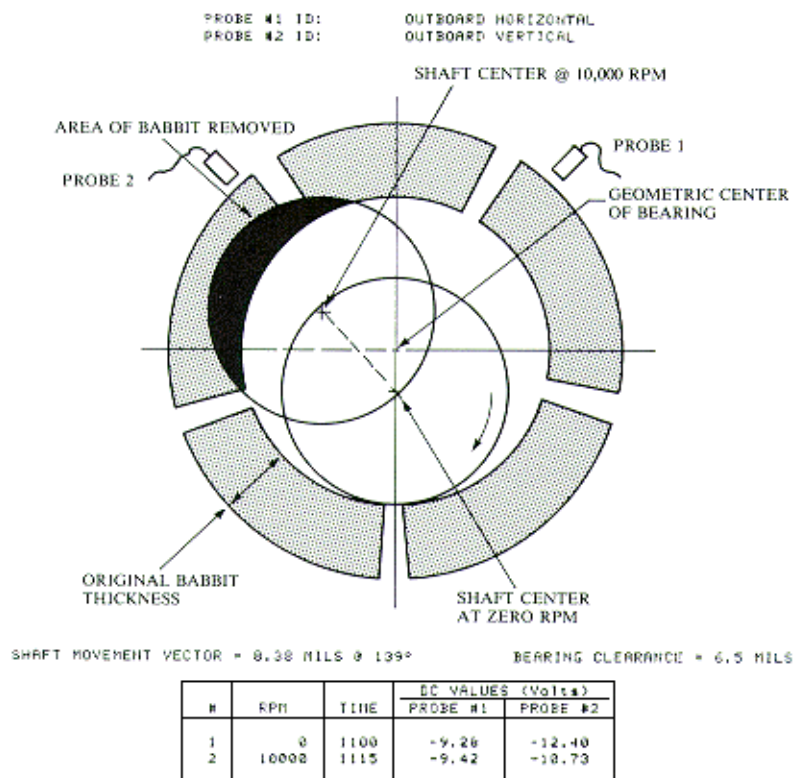 PROBE #1 ID: OUTBOARD HORIZONTAL
PROBE #2 ID: OUTBOARD VERTICAL
SHAFT CENTER @ 10,000 RPM
AREA OF BABBIT REMOVED
PROBE 1
PROBE 2
GEOMETRIC CENTER
OF BEARING
ORIGINAL BABBIT
THICKNESS
SHAFT CENTER
AT ZERO RPM
SHAFT MOVEMENT VECTOR = 8.38 MILS @ 139°
BEARING CLEARANCE = 6.5 MILS
DC VALUES (Volts)
# RPM TIME PROBE #1 PROBE #2
1 0 1100 -9.28 -12.40
2 10000 1115 -9.42 -10.73